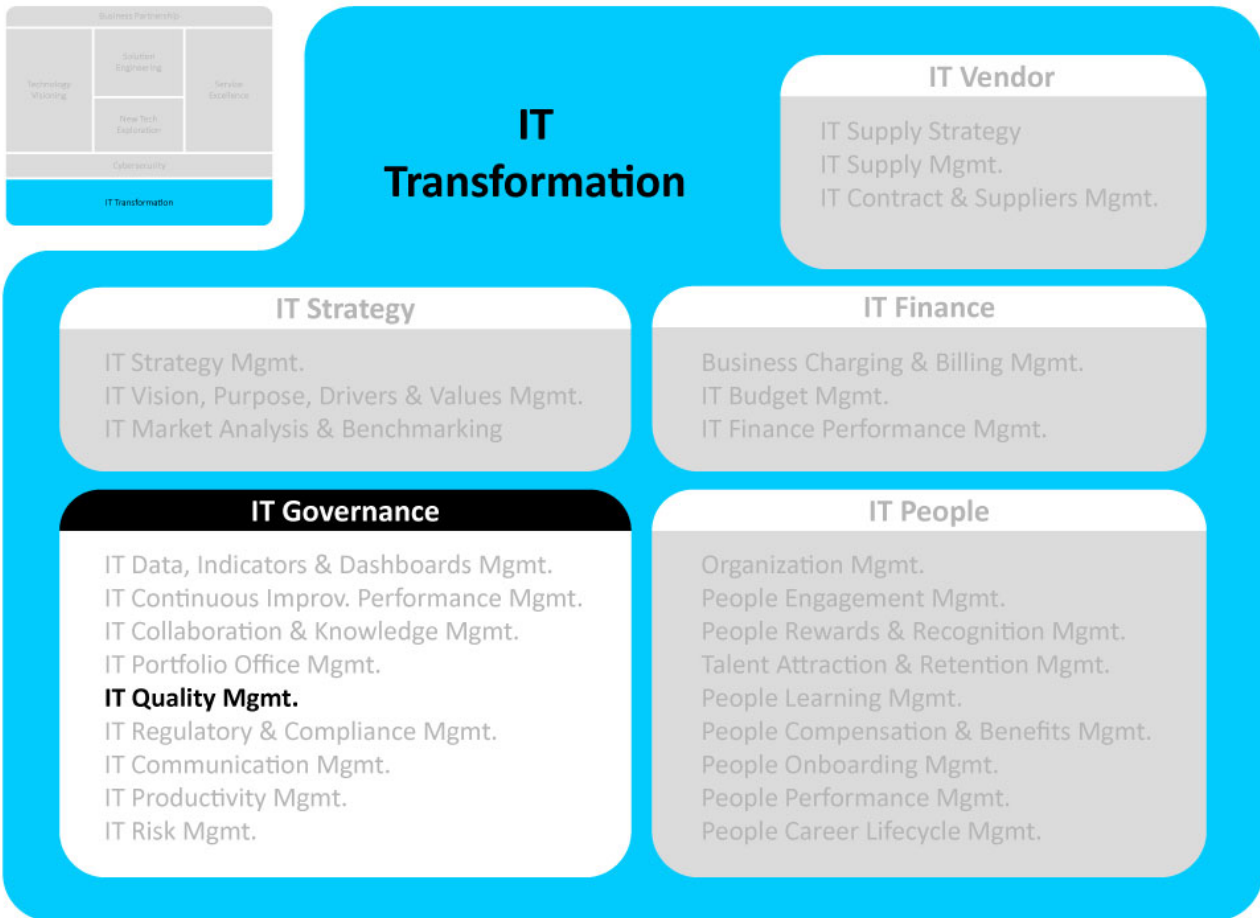 Business Partnership
Technology
Visioning
Solution
Engineering
New Tech
Exploration
Service
Excellence
Cybersecurity
IT Transformation
IT
Transformation
IT Vendor
IT Supply Strategy
IT Supply Mgmt.
IT Contract & Suppliers Mgmt.
IT Strategy
IT Strategy Mgmt.
IT Vision, Purpose, Drivers & Values Mgmt.
IT Market Analysis & Benchmarking
IT Finance
Business Charging & Billing Mgmt.
IT Budget Mgmt.
IT Finance Performance Mgmt.
IT Governance
IT Data, Indicators & Dashboards Mgmt.
IT Continuous Improv. Performance Mgmt.
IT Collaboration & Knowledge Mgmt.
IT Portfolio Office Mgmt.
IT Quality Mgmt.
IT Regulatory & Compliance Mgmt.
IT Communication Mgmt.
IT Productivity Mgmt.
IT Risk Mgmt.
IT People
Organization Mgmt.
People Engagement Mgmt.
People Rewards & Recognition Mgmt.
Talent Attraction & Retention Mgmt.
People Learning Mgmt.
People Compensation & Benefits Mgmt.
People Onboarding Mgmt.
People Performance Mgmt.
People Career Lifecycle Mgmt.